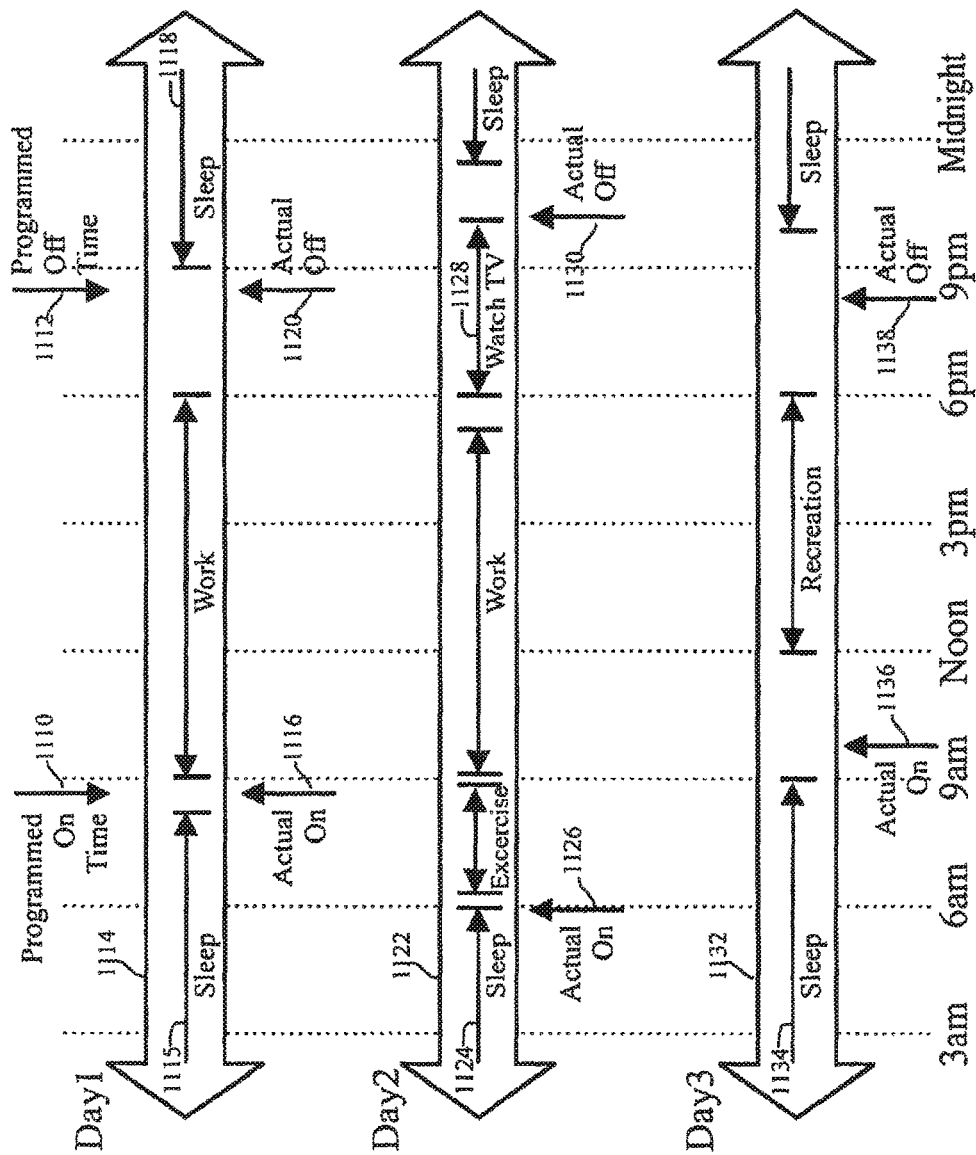 Programmed
On
Time
1110
Programmed
Off
Time
1112
Day1
1114
1115
Sleep
Work
Sleep
1118
Actual
On
1116
Actual
Off
1120
Day2
1122
1124
Sleep
Excercise
Work
Watch TV
1128
Sleep
Actual
On
1126
Actual
Off
1130
Day3
1132
1134
Sleep
Recreation
Sleep
Actual
On
1136
Actual
Off
1138
3am
6am
9am
Noon
3pm
6pm
9pm
Midnight